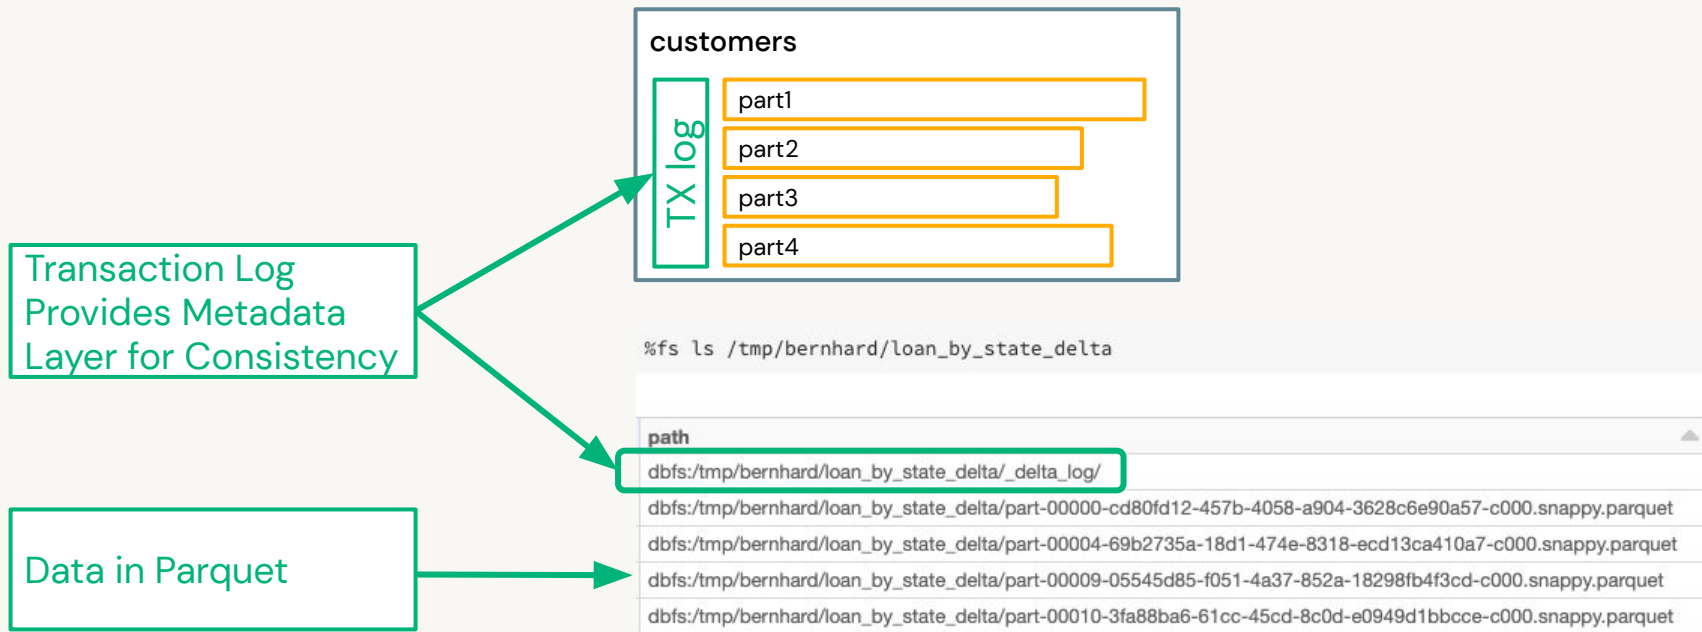 customers
TX log
part1
part2
part3
part4
Transaction Log
Provides Metadata
Layer for Consistency
%fs ls /tmp/bernhard/loan_by_state_delta
path
dbfs:/tmp/bernhard/loan_by_state_delta/_delta_log/
dbfs:/tmp/bernhard/loan_by_state_delta/part-00000-cd80fd12-457b-4058-a904-3628c6e90a57-c000.snappy.parquet
dbfs:/tmp/bernhard/loan_by_state_delta/part-00004-69b2735a-18d1-474e-8318-ecd13ca410a7-c000.snappy.parquet
Data in Parquet
dbfs:/tmp/bernhard/loan_by_state_delta/part-00009-05545d85-f051-4a37-852a-18298fb4f3cd-c000.snappy.parquet
dbfs:/tmp/bernhard/loan_by_state_delta/part-00010-3fa88ba6-61cc-45cd-8c0d-e0949d1bbcce-c000.snappy.parquet